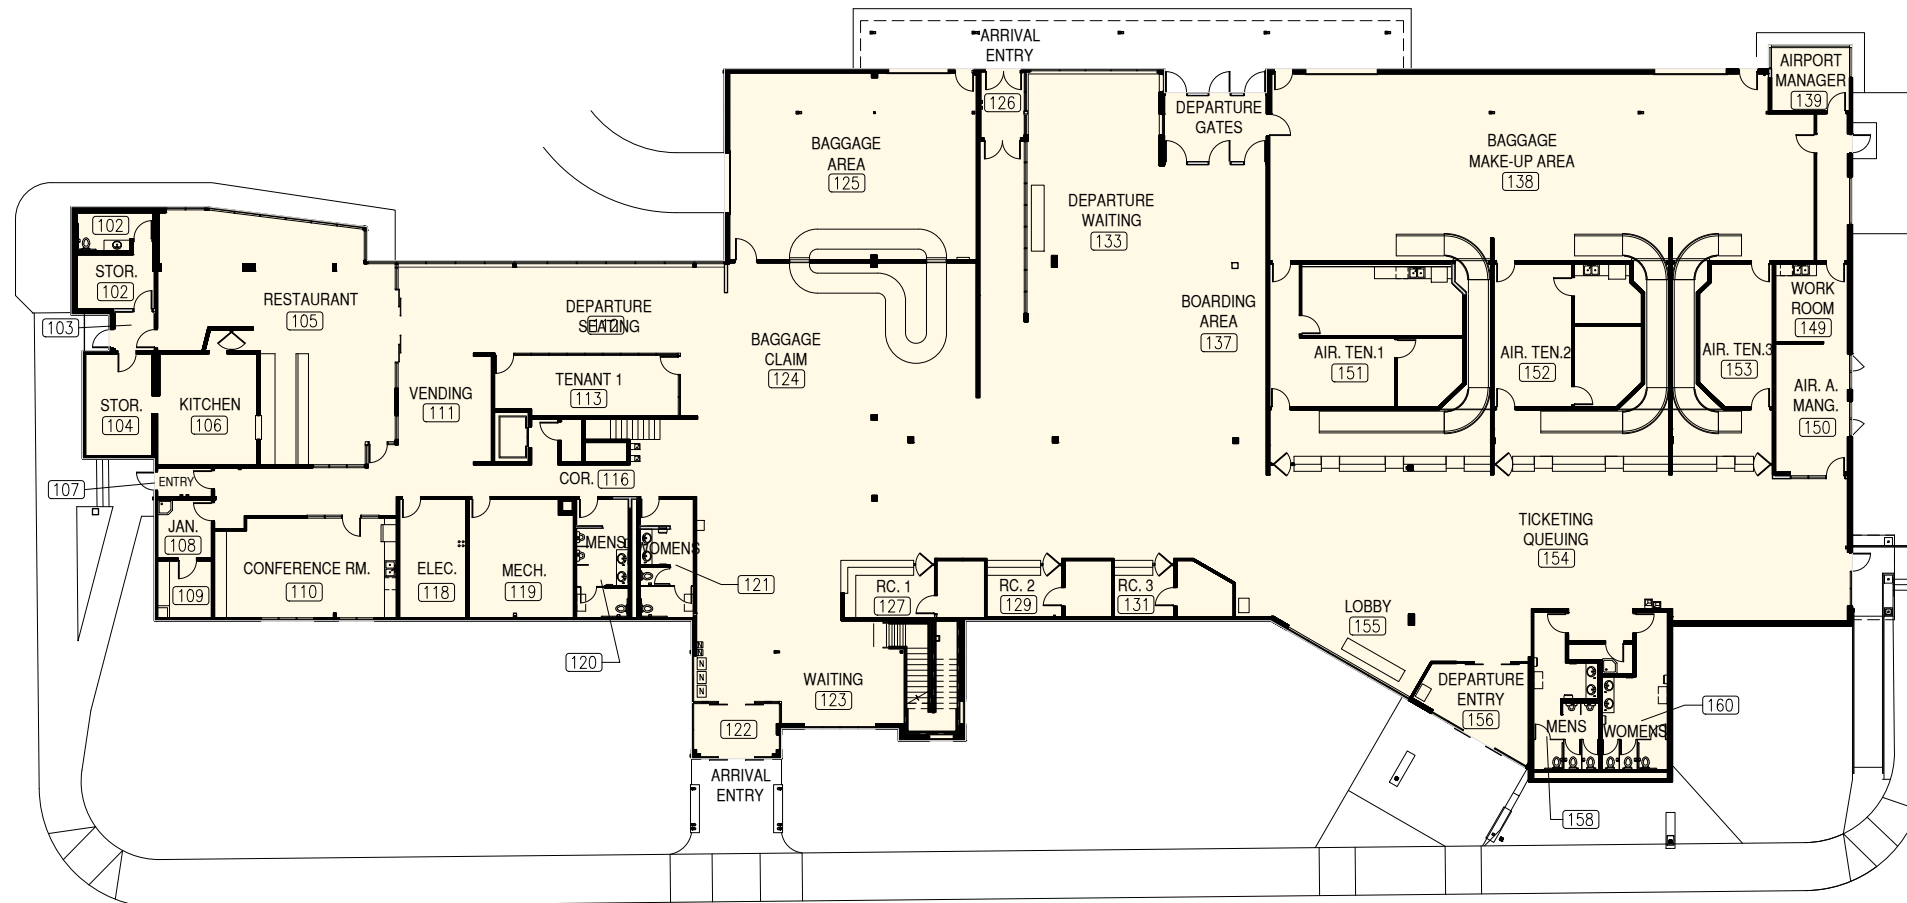 ARRIVAL
ENTRY
AIRPORT
MANAGER
139
126
DEPARTURE
GATES
BAGGAGE
AREA
125
BAGGAGE
MAKE-UP AREA
138
DEPARTURE
WAITING
133
102
STOR.
102
103
RESTAURANT
105
DEPARTURE
SEATING
BOARDING
AREA
137
WORK
ROOM
149
BAGGAGE
CLAIM
124
AIR. TEN.1
151
AIR. TEN.2
152
AIR. TEN.3
153
TENANT 1
113
VENDING
111
AIR. A.
MANG.
150
STOR.
104
KITCHEN
106
COR. 116
107
ENTRY
JAN.
108
109
CONFERENCE RM.
110
ELEC.
118
MECH.
119
MENS
WOMENS
121
120
TICKETING
QUEUING
154
RC. 1
127
RC. 2
129
RC. 3
131
LOBBY
155
WAITING
123
122
N
N
N
DEPARTURE
ENTRY
156
MENS
WOMENS
160
158
ARRIVAL
ENTRY